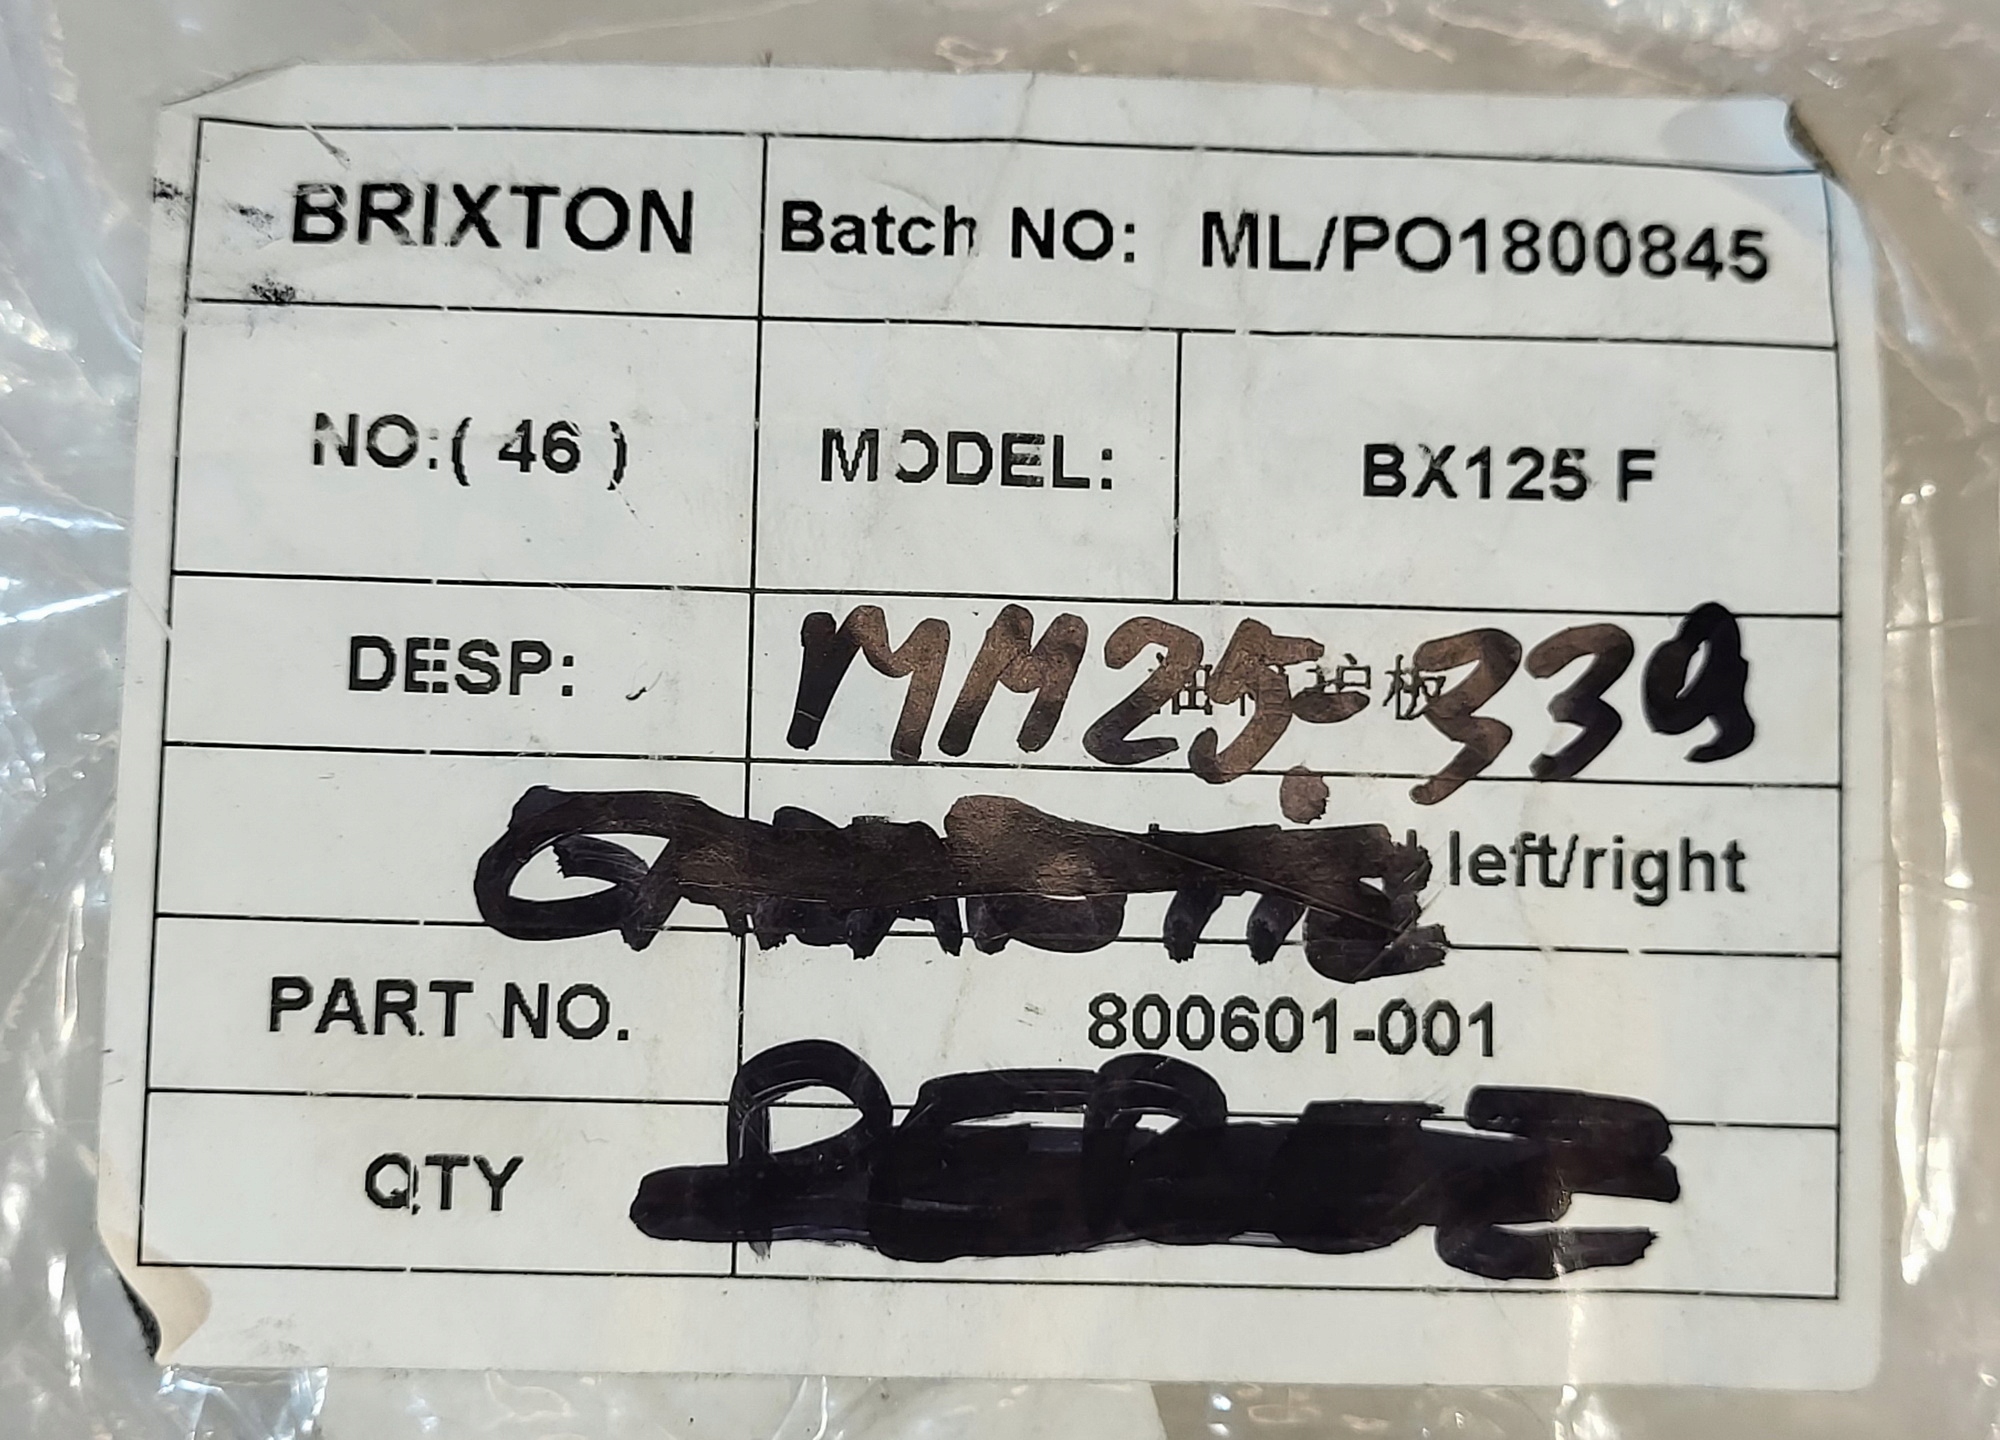 BRIXTON Batch NO: ML/PO1800845
NO:( 46 ) MODEL: BX125 F
DESP: MM25-339
left/right
PART NO. 800601-001
QTY